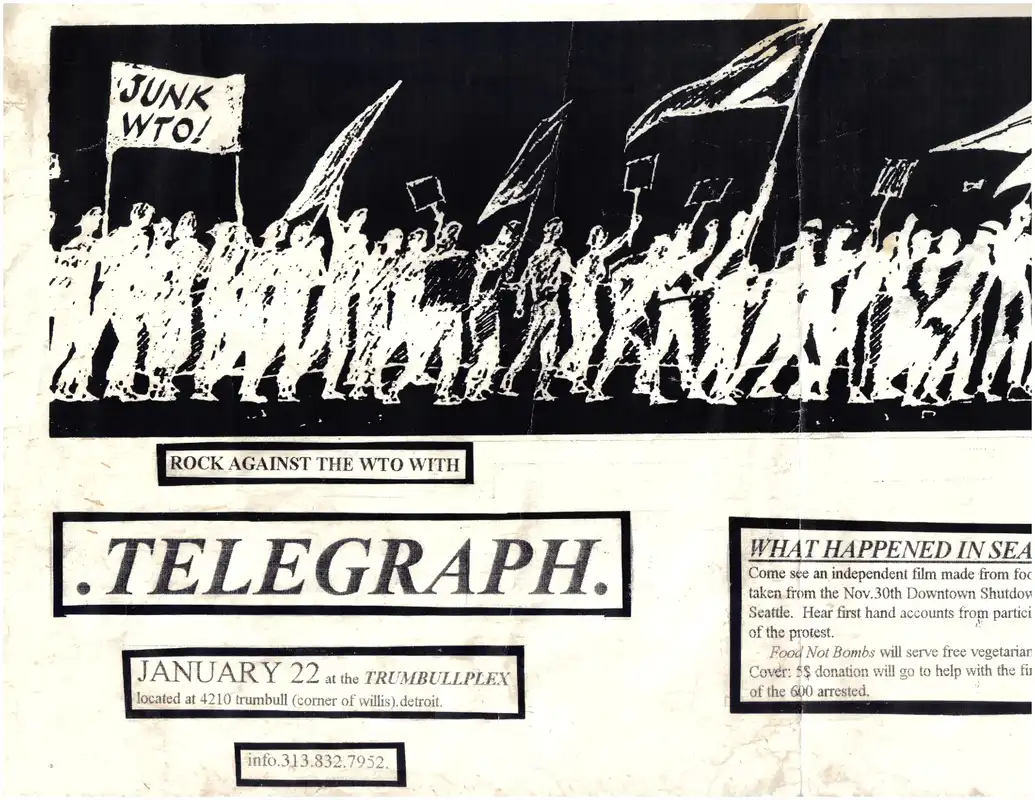 JUNK
WTO!
ROCK AGAINST THE WTO WITH
.TELEGRAPH.
JANUARY 22 at the TRUMBULLPLEX
located at 4210 trumbull (corner of willis).detroit.
info.313.832.7952.
WHAT HAPPENED IN SEA
Come see an independent film made from foo
taken from the Nov.30th Downtown Shutdow
Seattle. Hear first hand accounts from partici
of the protest.
Food Not Bombs will serve free vegetarian
Cover: 5$ donation will go to help with the
of the 600 arrested.